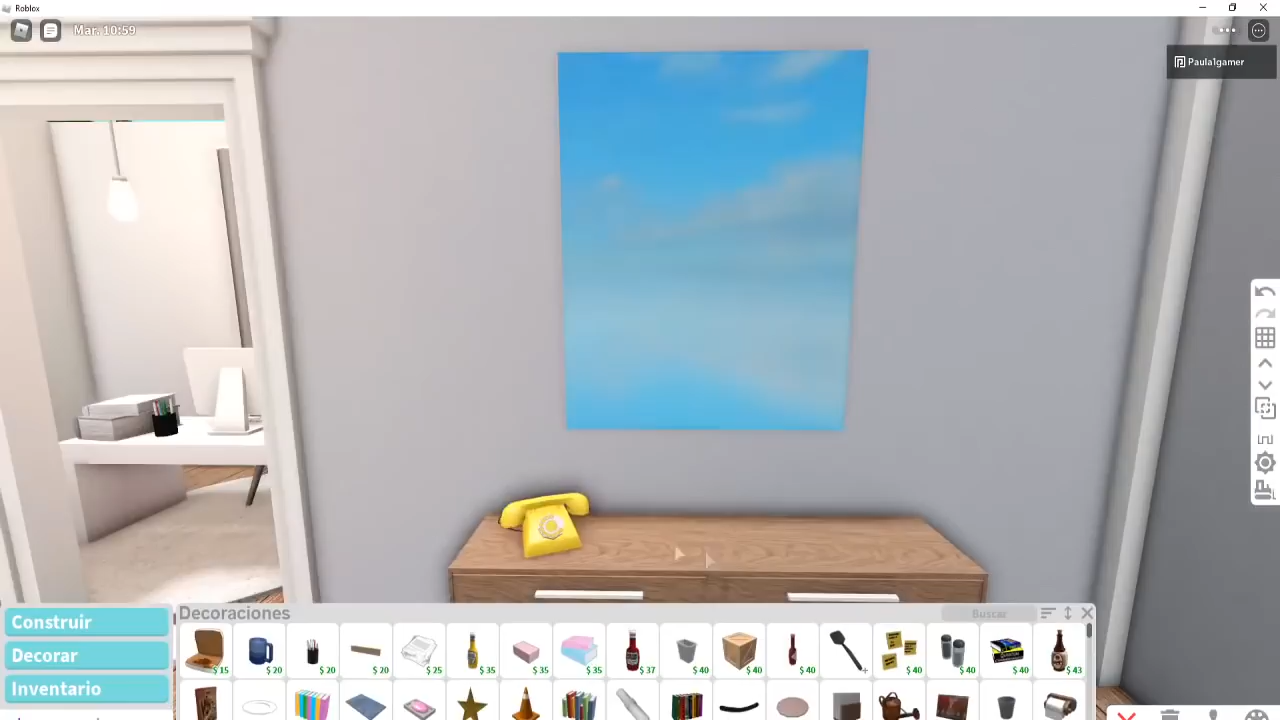 Roblox
Mar. 10:59
Paula1gamer
Construir
Decorar
Inventario
Decoraciones
Buscar
$ 15
$ 20
$ 20
$ 20
$ 25
$ 35
$ 35
$ 35
$ 37
$ 40
$ 40
$ 40
$ 40
$ 40
$ 40
$ 43